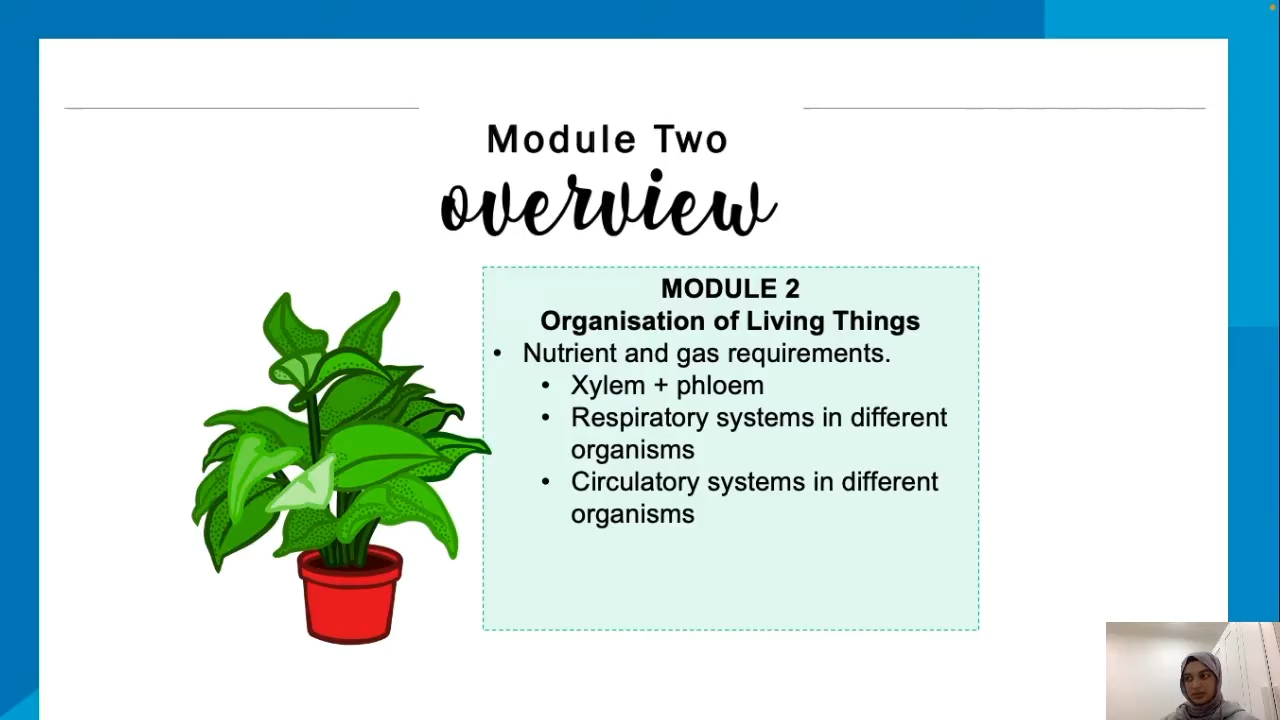 Module Two
overview
MODULE 2
Organisation of Living Things
• Nutrient and gas requirements.
• Xylem + phloem
• Respiratory systems in different
organisms
• Circulatory systems in different
organisms